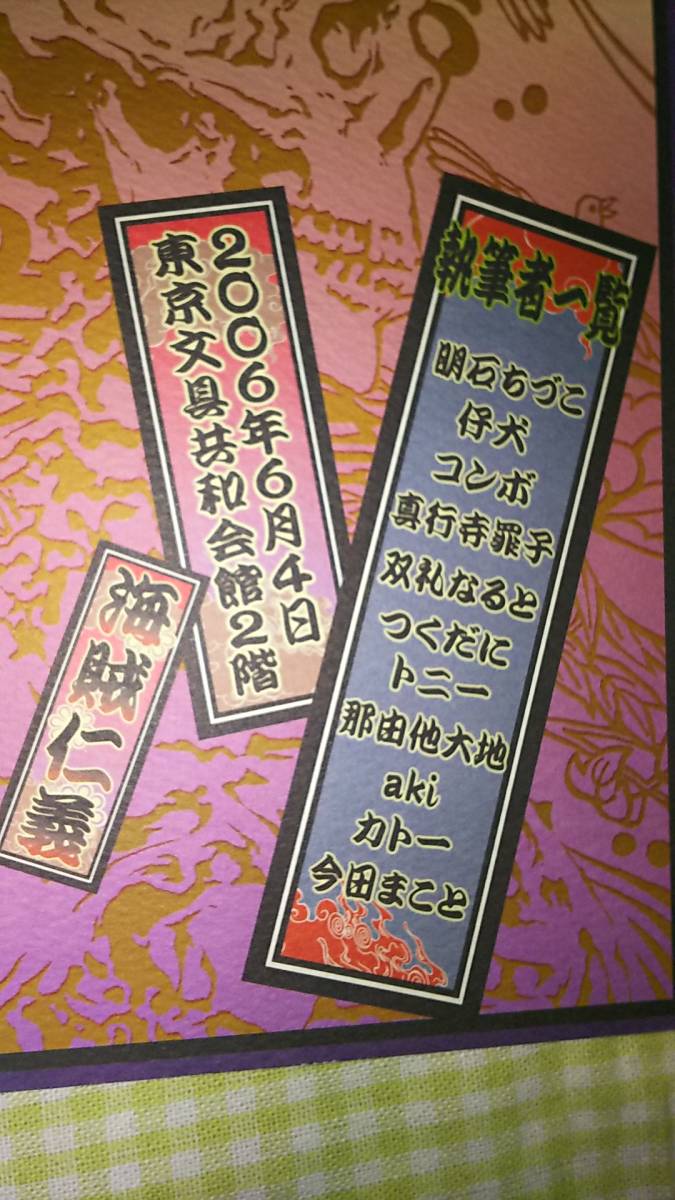 執筆者一覧
明石ちづこ
仔犬
コンボ
真行寺罪子
双礼なると
つくだに
トニー
那由他大地
aki
カトー
今田まこと
2006年6月4日
東京文具共和会館2階
海賊仁義